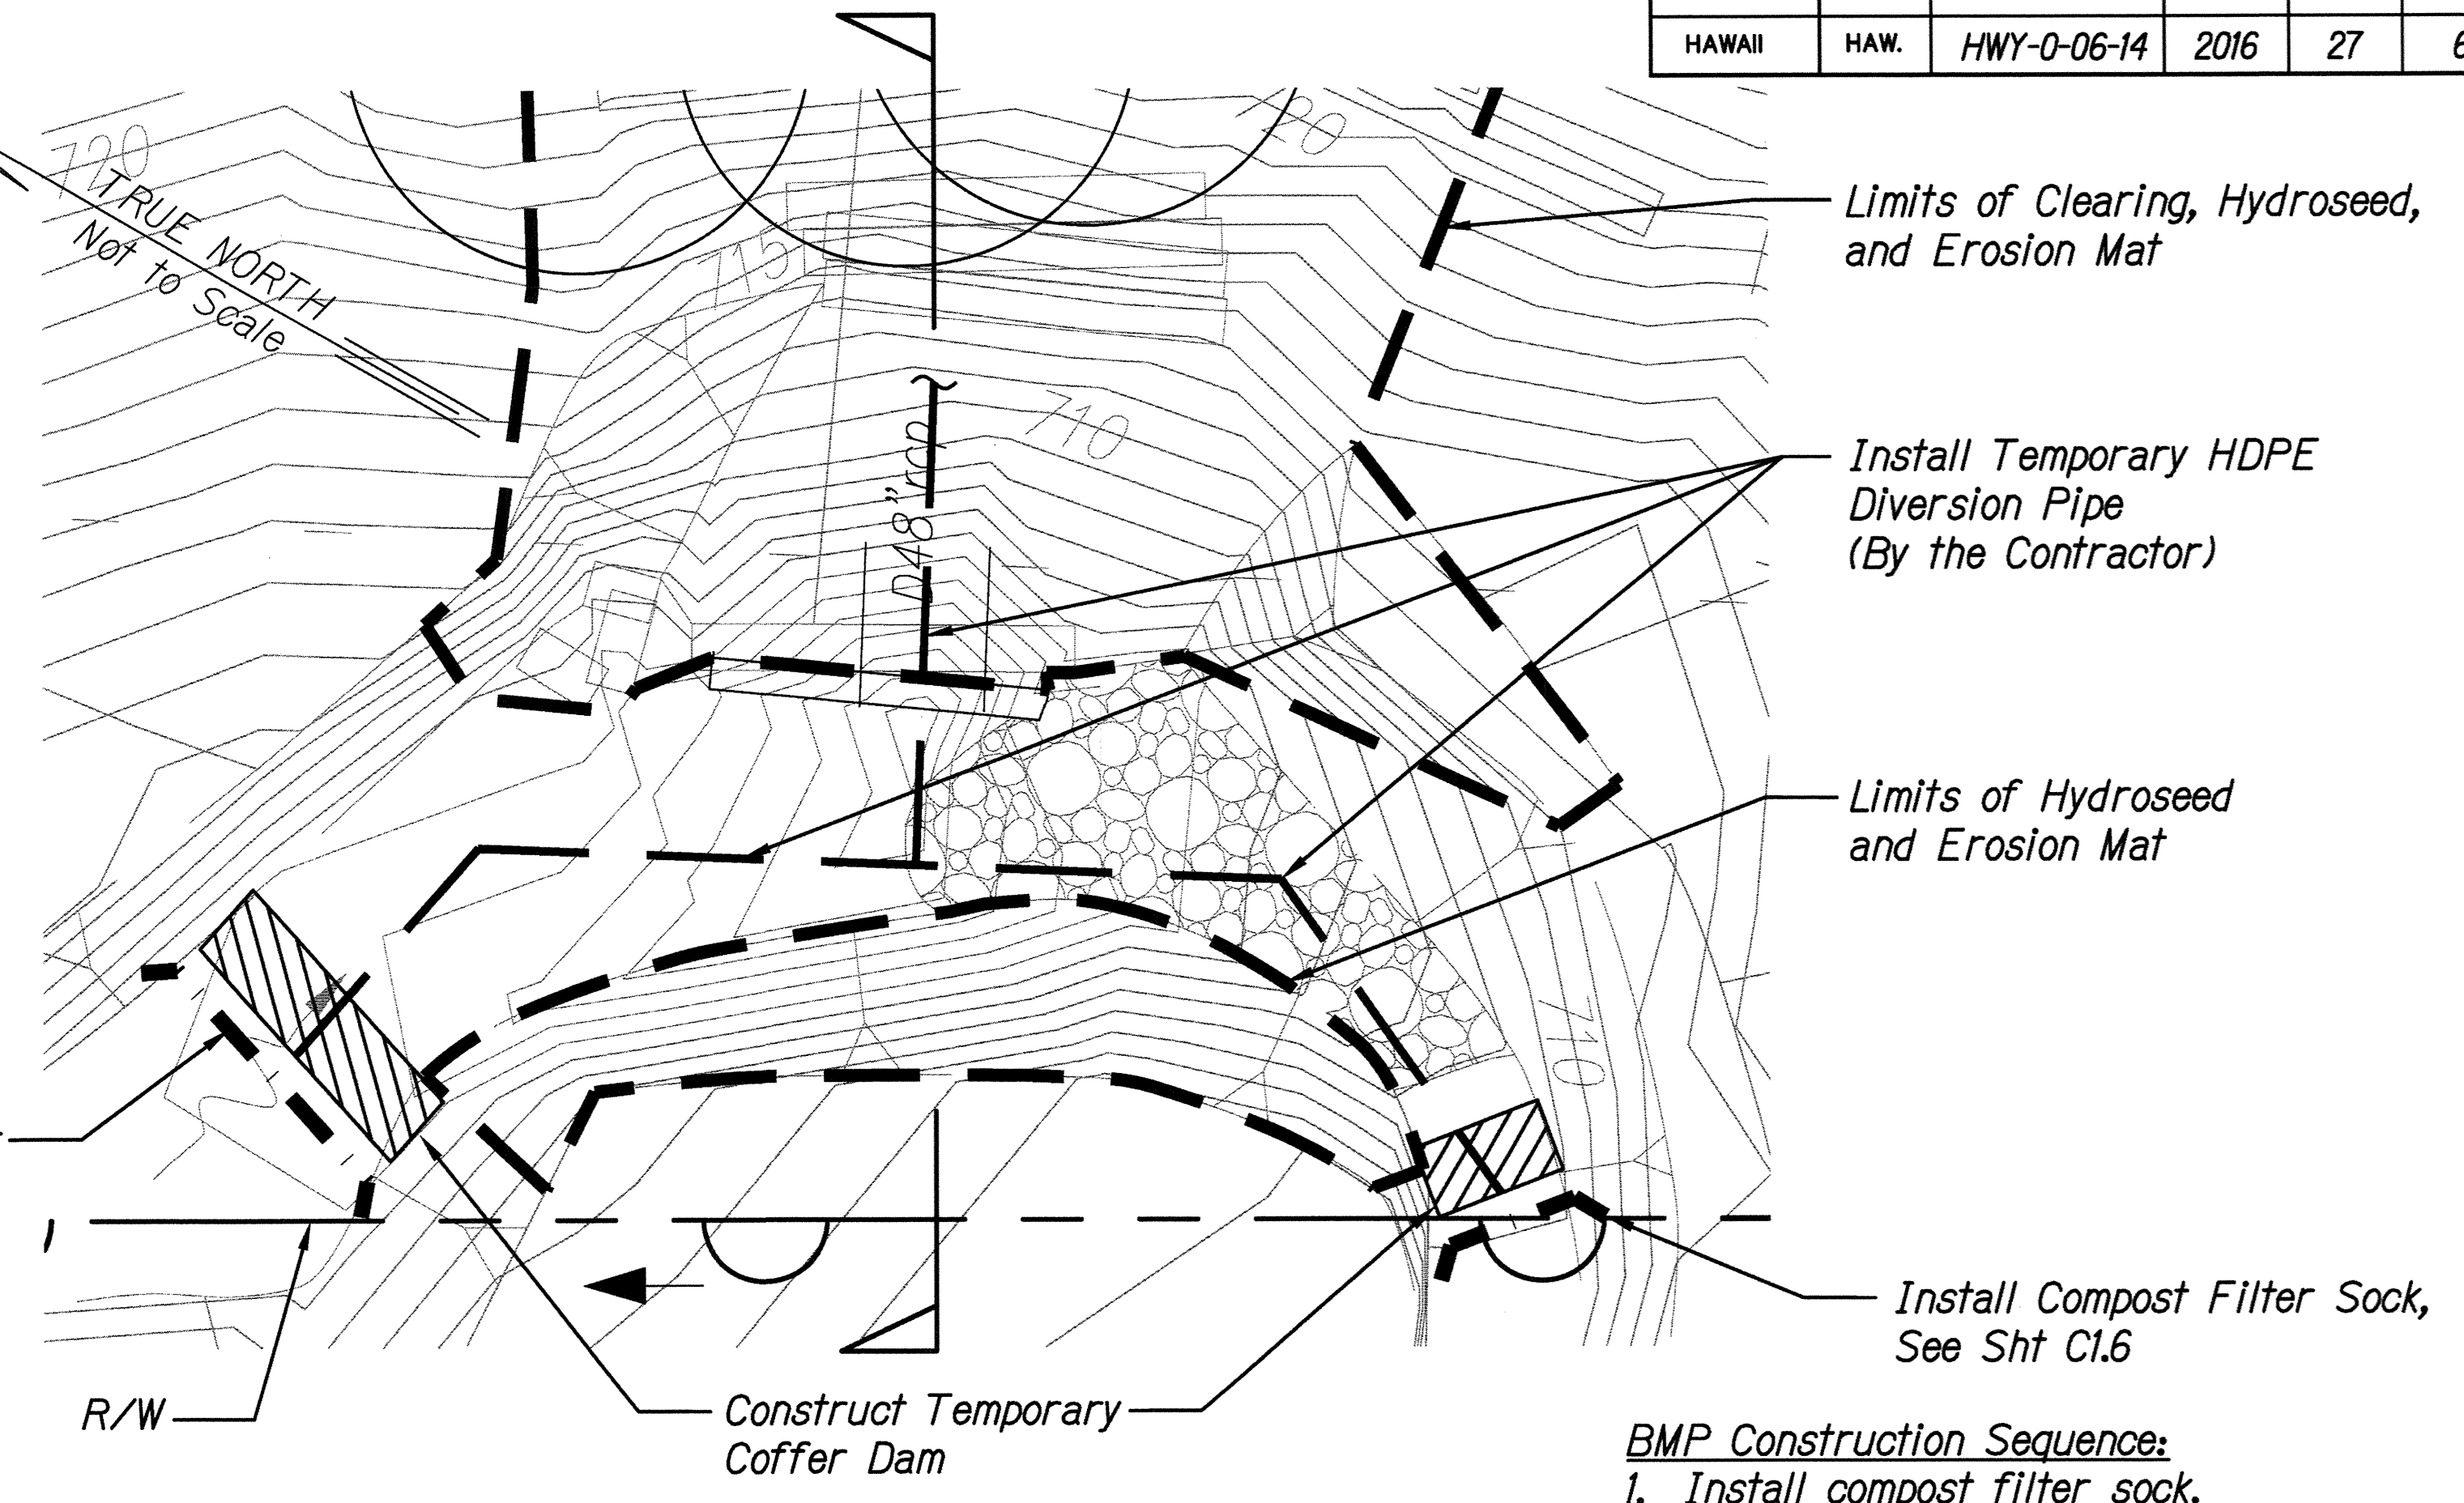 HAWAII HAW. HWY-0-06-14 2016 27
720
TRUE NORTH
Not to Scale
720
715
710
D 48" rcp
710
Limits of Clearing, Hydroseed,
and Erosion Mat
Install Temporary HDPE
Diversion Pipe
(By the Contractor)
Limits of Hydroseed
and Erosion Mat
Install Compost Filter Sock,
See Sht C1.6
R/W
Construct Temporary
Coffer Dam
BMP Construction Sequence:
1. Install compost filter sock.